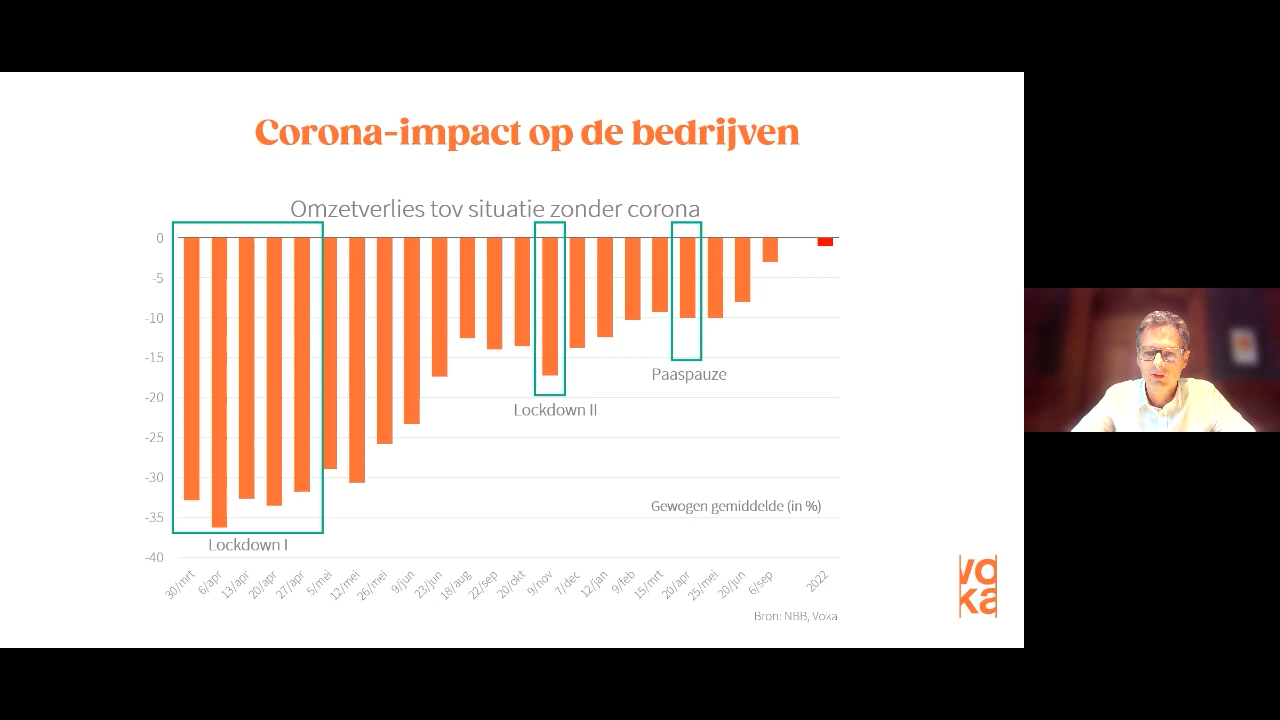 Corona-impact op de bedrijven
Omzetverlies tov situatie zonder corona
0
-5
-10
-15
-20
-25
-30
-35
-40
Paaspauze
Lockdown II
Gewogen gemiddelde (in %)
Lockdown I
30/mrt
6/apr
13/apr
20/apr
27/apr
5/mei
12/mei
26/mei
9/jun
23/jun
18/aug
22/sep
20/okt
9/nov
7/dec
12/jan
9/feb
15/mrt
20/apr
25/mei
20/jun
6/sep
2022
Bron: NBB, Voka
vo
ka